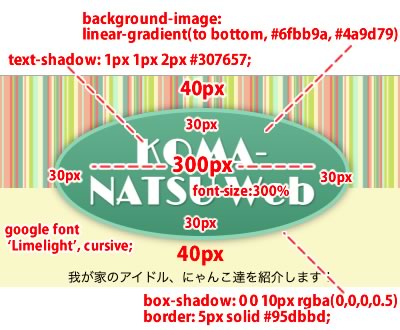 background-image:
linear-gradient(to bottom, #6fbb9a, #4a9d79)
text-shadow: 1px 1px 2px #307657;
40px
30px
KOMA-
300px
30px
30px
NATSU Web
font-size:300%
30px
google font
‘Limelight’, cursive;
40px
我が家のアイドル、にゃんこ達を紹介します！
box-shadow: 0 0 10px rgba(0,0,0,0.5)
border: 5px solid #95dbbd;